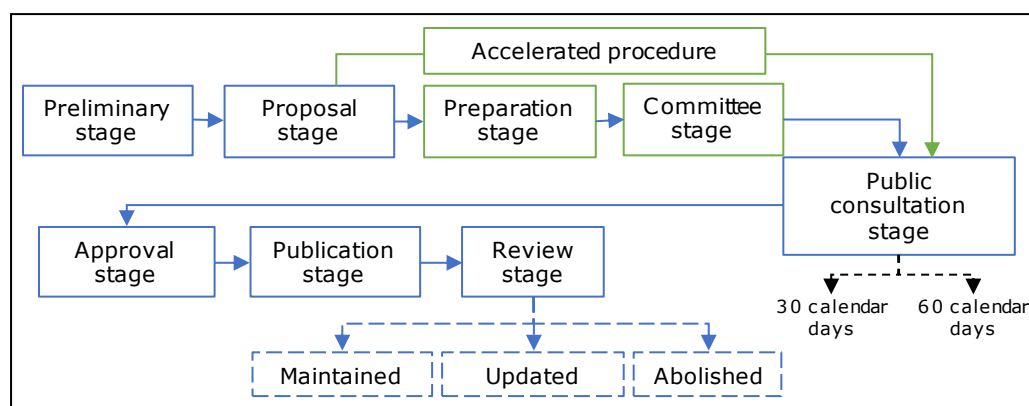 Accelerated procedure
Preliminary
stage
Proposal
stage
Preparation
stage
Committee
stage
Public
consultation
stage
Approval
stage
Publication
stage
Review
stage
30 calendar
days
60 calendar
days
Maintained
Updated
Abolished